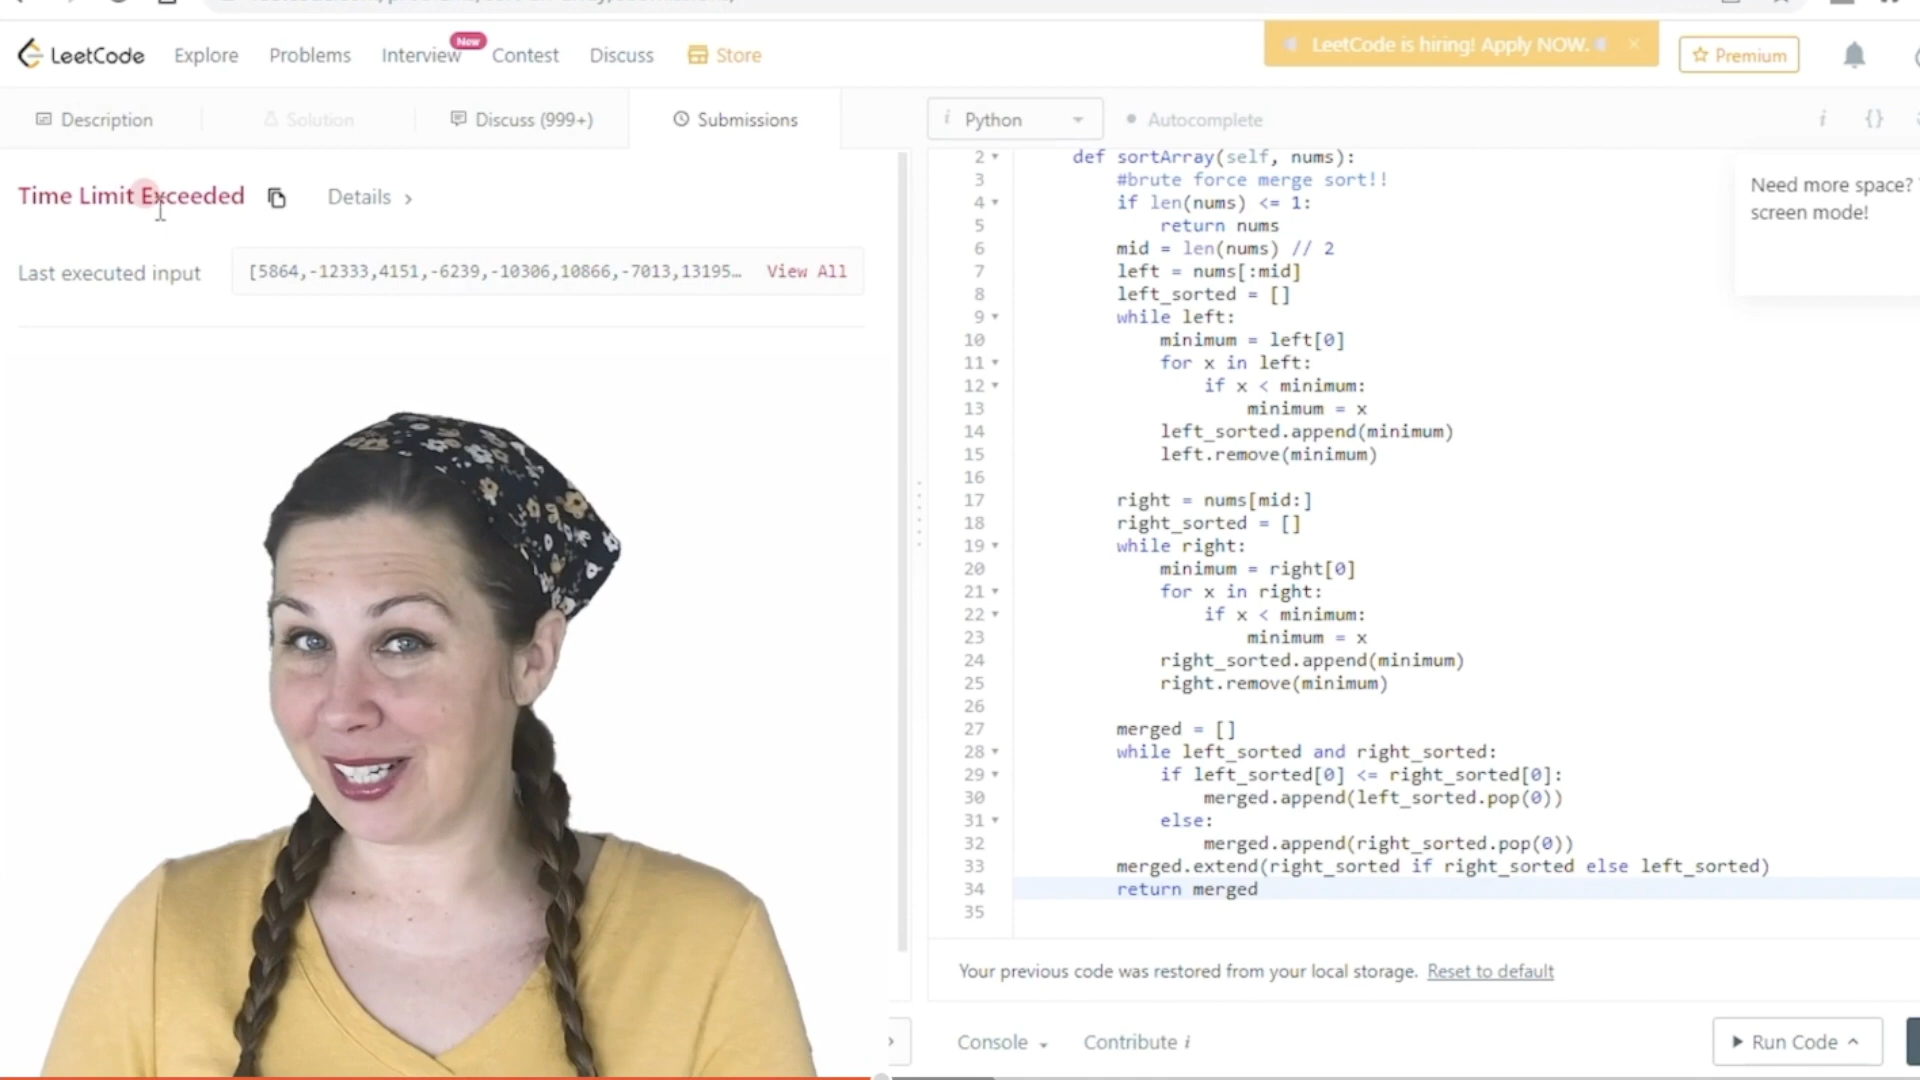 LeetCode
Explore
Problems
Interview
New
Contest
Discuss
Store
LeetCode is hiring! Apply NOW.
Premium
Description
Solution
Discuss (999+)
Submissions
i Python
Autocomplete
i {}
Time Limit Exceeded
Details
Last executed input
[5864,-12333,4151,-6239,-10306,10866,-7013,13195…
View All
Need more space?
screen mode!
2 def sortArray(self, nums):
3 #brute force merge sort!!
4 if len(nums) <= 1:
5 return nums
6 mid = len(nums) // 2
7 left = nums[:mid]
8 left_sorted = []
9 while left:
10 minimum = left[0]
11 for x in left:
12 if x < minimum:
13 minimum = x
14 left_sorted.append(minimum)
15 left.remove(minimum)
16
17 right = nums[mid:]
18 right_sorted = []
19 while right:
20 minimum = right[0]
21 for x in right:
22 if x < minimum:
23 minimum = x
24 right_sorted.append(minimum)
25 right.remove(minimum)
26
27 merged = []
28 while left_sorted and right_sorted:
29 if left_sorted[0] <= right_sorted[0]:
30 merged.append(left_sorted.pop(0))
31 else:
32 merged.append(right_sorted.pop(0))
33 merged.extend(right_sorted if right_sorted else left_sorted)
34 return merged
35
Your previous code was restored from your local storage. Reset to default
Console
Contribute i
Run Code